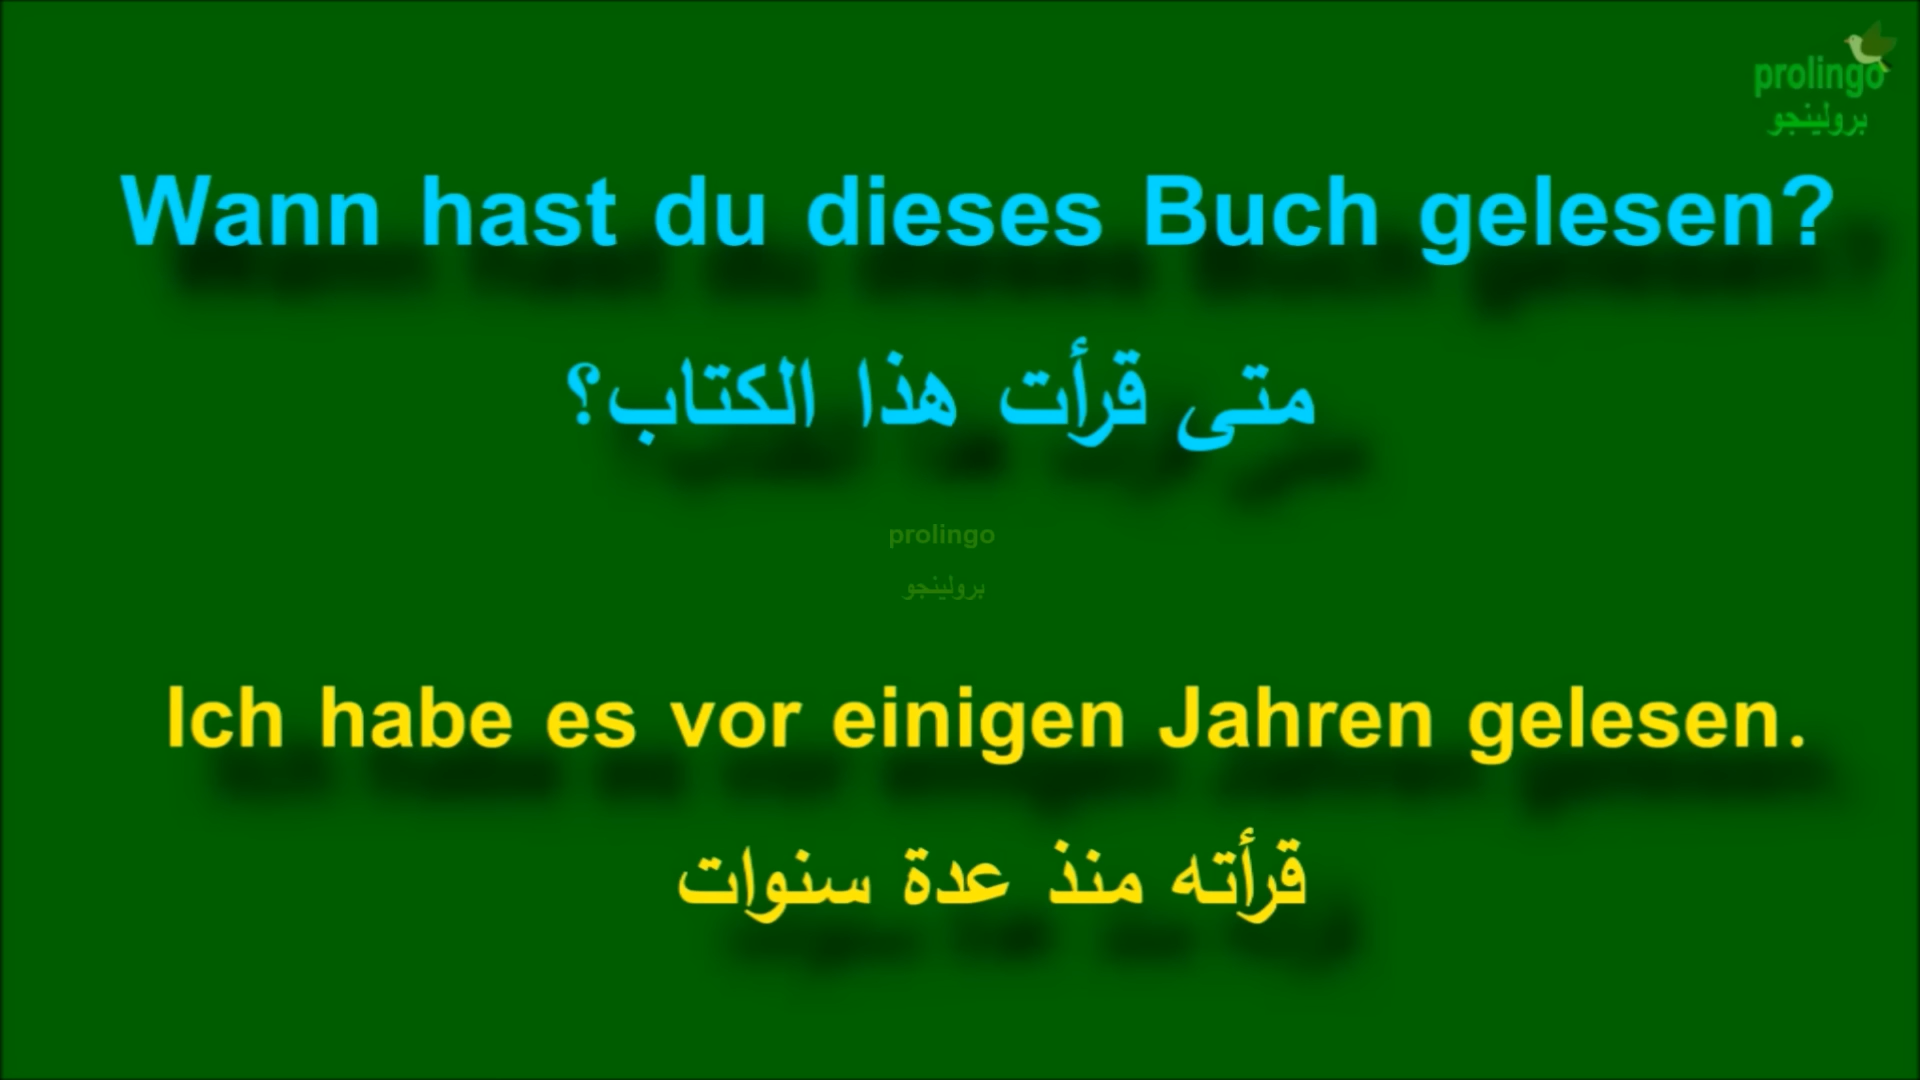 prolingo
برولينجو
Wann hast du dieses Buch gelesen?
متى قرأت هذا الكتاب؟
prolingo
برولينجو
Ich habe es vor einigen Jahren gelesen.
قرأته منذ عدة سنوات